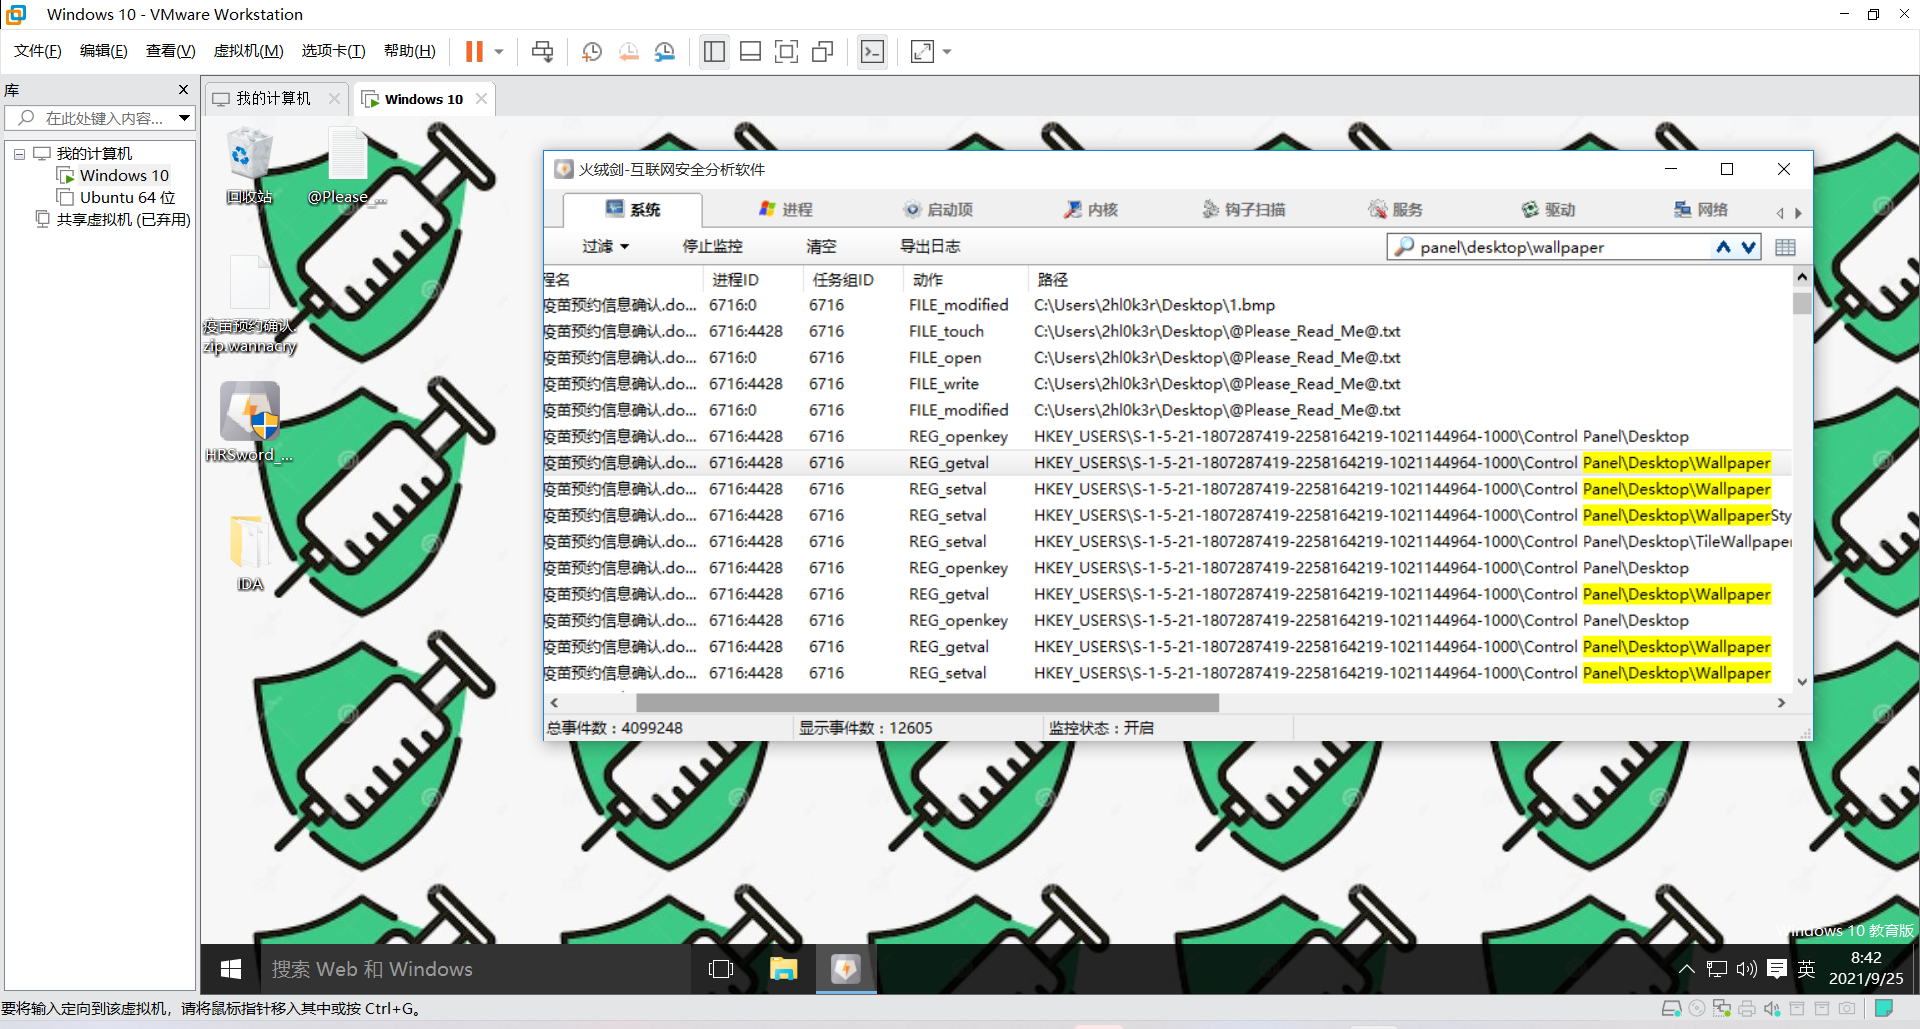 Windows 10 - VMware Workstation
文件(F) 编辑(E) 查看(V) 虚拟机(M) 选项卡(T) 帮助(H)
库
在此处键入内容...
我的计算机
Windows 10
Ubuntu 64 位
共享虚拟机 (已弃用)
我的计算机 Windows 10
回收站
@Please_...
疫苗预约确认.
zip.wannacry
HRSword_...
IDA
火绒剑-互联网安全分析软件
系统 进程 启动项 内核 钩子扫描 服务 驱动 网络
过滤 停止监控 清空 导出日志 panel\desktop\wallpaper
程名 进程ID 任务组ID 动作 路径
疫苗预约信息确认.do... 6716:0 6716 FILE_modified C:\Users\2hl0k3r\Desktop\1.bmp
疫苗预约信息确认.do... 6716:4428 6716 FILE_touch C:\Users\2hl0k3r\Desktop\@Please_Read_Me@.txt
疫苗预约信息确认.do... 6716:0 6716 FILE_open C:\Users\2hl0k3r\Desktop\@Please_Read_Me@.txt
疫苗预约信息确认.do... 6716:4428 6716 FILE_write C:\Users\2hl0k3r\Desktop\@Please_Read_Me@.txt
疫苗预约信息确认.do... 6716:0 6716 FILE_modified C:\Users\2hl0k3r\Desktop\@Please_Read_Me@.txt
疫苗预约信息确认.do... 6716:4428 6716 REG_openkey HKEY_USERS\S-1-5-21-1807287419-2258164219-1021144964-1000\Control Panel\Desktop
疫苗预约信息确认.do... 6716:4428 6716 REG_getval HKEY_USERS\S-1-5-21-1807287419-2258164219-1021144964-1000\Control Panel\Desktop\Wallpaper
疫苗预约信息确认.do... 6716:4428 6716 REG_setval HKEY_USERS\S-1-5-21-1807287419-2258164219-1021144964-1000\Control Panel\Desktop\Wallpaper
疫苗预约信息确认.do... 6716:4428 6716 REG_setval HKEY_USERS\S-1-5-21-1807287419-2258164219-1021144964-1000\Control Panel\Desktop\WallpaperSty
疫苗预约信息确认.do... 6716:4428 6716 REG_setval HKEY_USERS\S-1-5-21-1807287419-2258164219-1021144964-1000\Control Panel\Desktop\TileWallpaper
疫苗预约信息确认.do... 6716:4428 6716 REG_openkey HKEY_USERS\S-1-5-21-1807287419-2258164219-1021144964-1000\Control Panel\Desktop
疫苗预约信息确认.do... 6716:4428 6716 REG_getval HKEY_USERS\S-1-5-21-1807287419-2258164219-1021144964-1000\Control Panel\Desktop\Wallpaper
疫苗预约信息确认.do... 6716:4428 6716 REG_openkey HKEY_USERS\S-1-5-21-1807287419-2258164219-1021144964-1000\Control Panel\Desktop
疫苗预约信息确认.do... 6716:4428 6716 REG_getval HKEY_USERS\S-1-5-21-1807287419-2258164219-1021144964-1000\Control Panel\Desktop\Wallpaper
疫苗预约信息确认.do... 6716:4428 6716 REG_setval HKEY_USERS\S-1-5-21-1807287419-2258164219-1021144964-1000\Control Panel\Desktop\Wallpaper
总事件数：4099248 显示事件数：12605 监控状态：开启
Windows 10 教育版
搜索 Web 和 Windows
英
8:42
2021/9/25
要将输入定向到该虚拟机，请将鼠标指针移入其中或按 Ctrl+G。